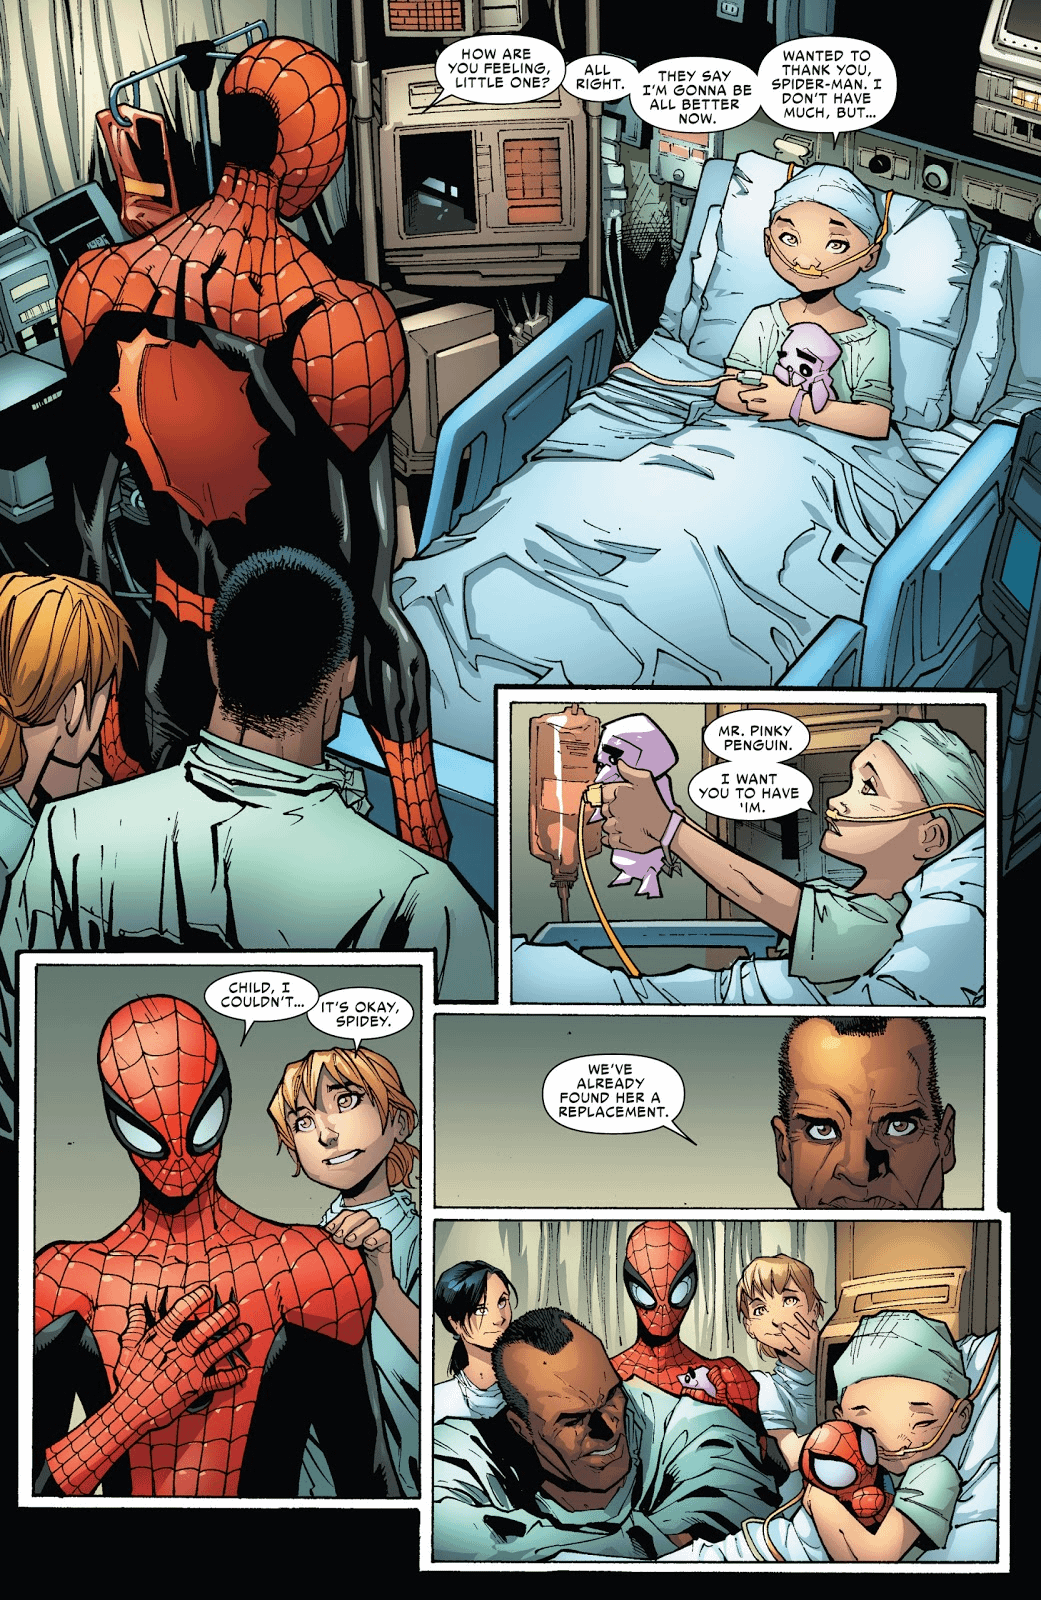 HOW ARE
YOU FEELING,
LITTLE ONE?
ALL
RIGHT.
THEY SAY
I'M GONNA BE
ALL BETTER
NOW.
WANTED TO
THANK YOU,
SPIDER-MAN. I
DON'T HAVE
MUCH, BUT...
MR. PINKY
PENGUIN.
I WANT
YOU TO HAVE
'IM.
CHILD, I
COULDN'T...
IT'S OKAY,
SPIDEY.
WE'VE
ALREADY
FOUND HER A
REPLACEMENT.